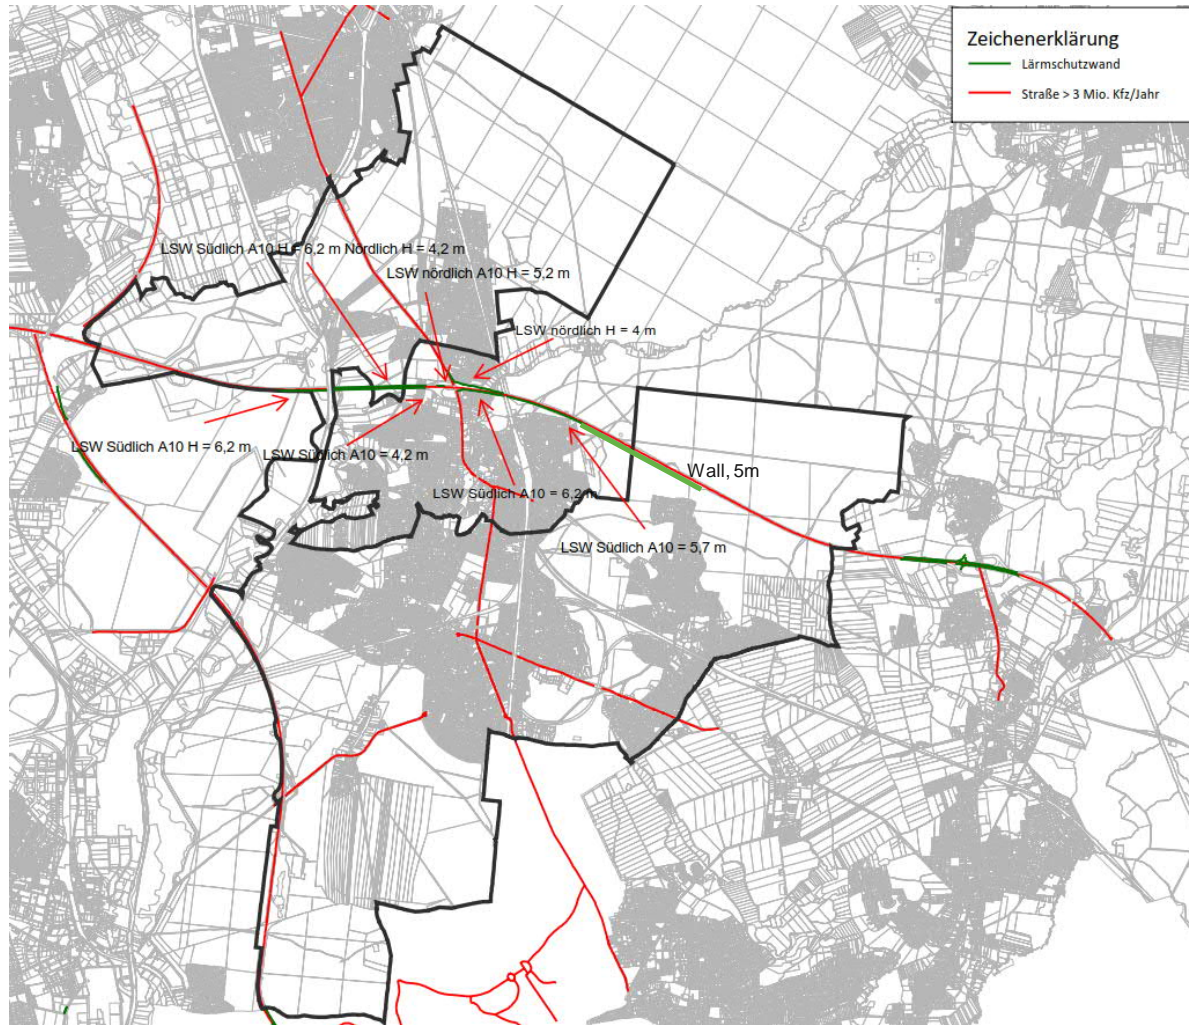 Zeichenerklärung
Lärmschutzwand
Straße > 3 Mio. Kfz/Jahr
LSW Südlich A10 H = 6,2 m Nördlich H = 4,2 m
LSW nördlich A10 H = 5,2 m
LSW nördlich H = 4 m
LSW Südlich A10 H = 6,2 m
LSW Südlich A10 = 4,2 m
Wall, 5m
LSW Südlich A10 = 6,2 m
LSW Südlich A10 = 5,7 m